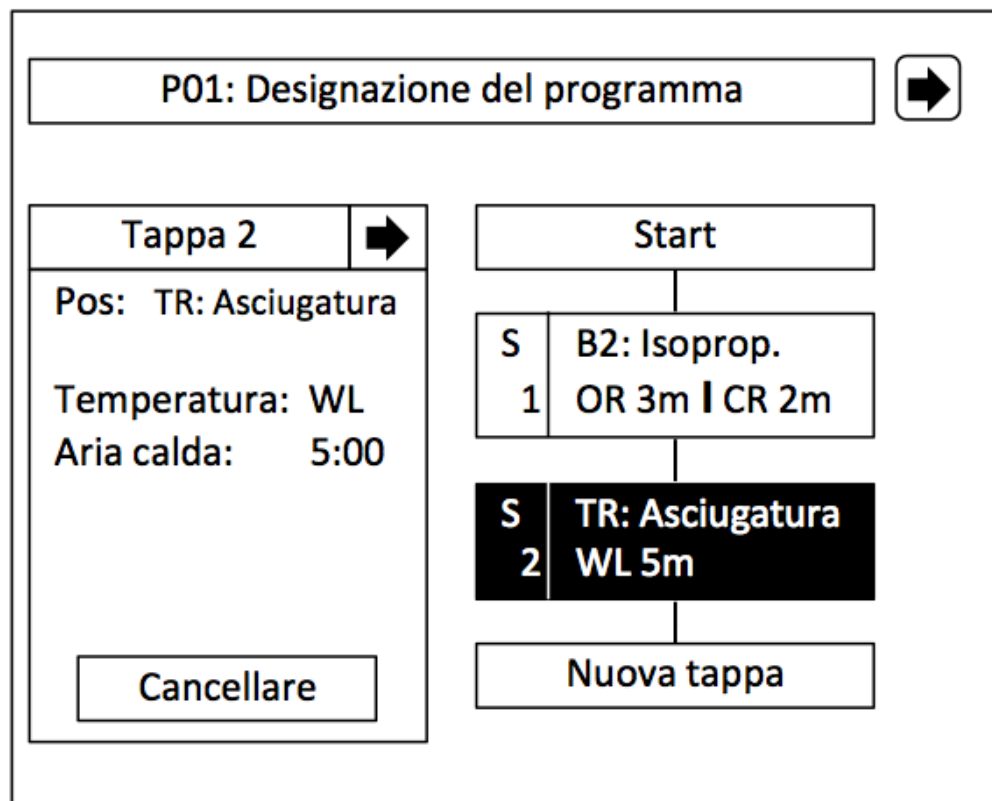 P01: Designazione del programma
Tappa 2
Pos: TR: Asciugatura
Temperatura: WL
Aria calda: 5:00
Cancellare
Start
S B2: Isoprop.
1 OR 3m I CR 2m
S TR: Asciugatura
2 WL 5m
Nuova tappa